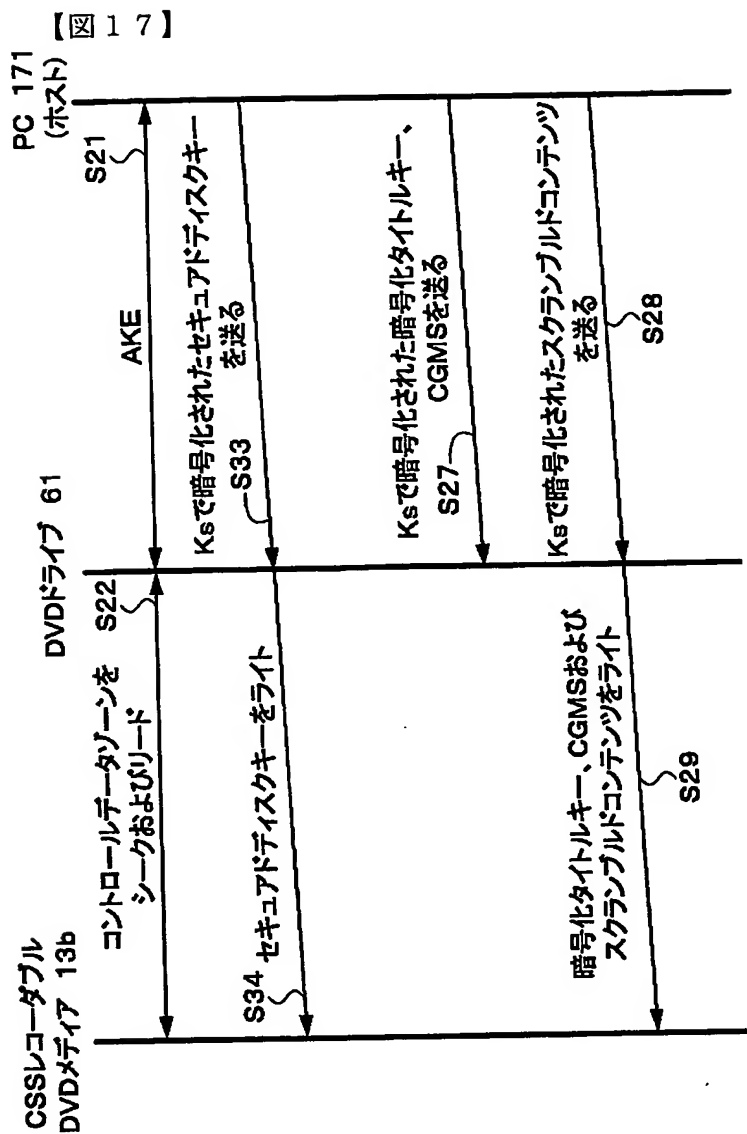 【図17】
CSSレコーダブル
DVDメディア 13b
DVDドライブ 61
PC 171
(ホスト)
AKE
S21
コントロールデータゾーンを
シークおよびリード
S22
Ksで暗号化されたセキュアドディスクキー
を送る
S33
S34
セキュアドディスクキーをライト
Ksで暗号化された暗号化タイトルキー、
CGMSを送る
S27
Ksで暗号化されたスクランブルドコンテンツ
を送る
S28
暗号化タイトルキー、CGMSおよび
スクランブルドコンテンツをライト
S29